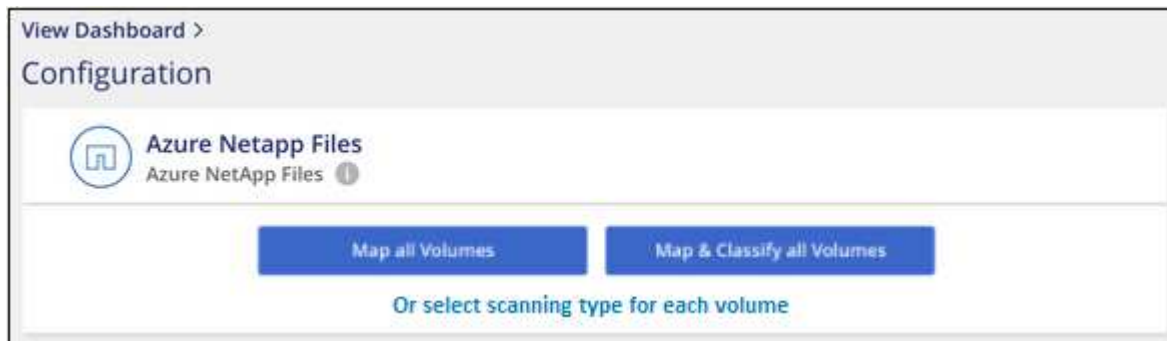 View Dashboard >
Configuration
Azure Netapp Files
Azure NetApp Files i
Map all Volumes
Map & Classify all Volumes
Or select scanning type for each volume